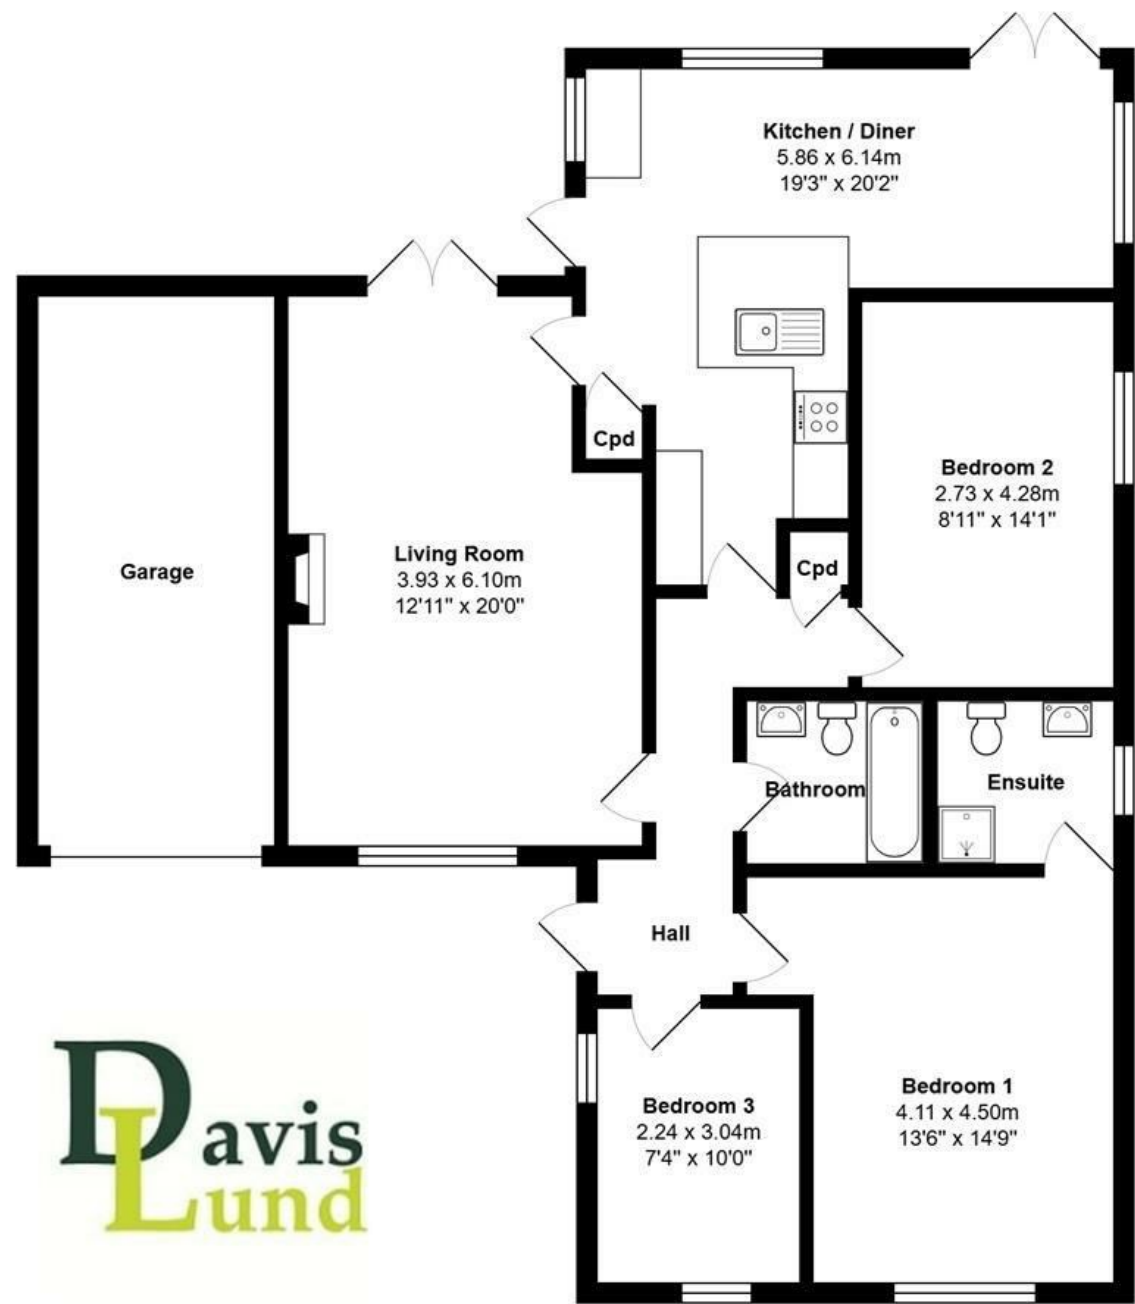 Kitchen / Diner
5.86 x 6.14m
19'3" x 20'2"
Cpd
Bedroom 2
2.73 x 4.28m
8'11" x 14'1"
Living Room
3.93 x 6.10m
12'11" x 20'0"
Garage
Cpd
Bathroom
Ensuite
Hall
Bedroom 1
4.11 x 4.50m
13'6" x 14'9"
Bedroom 3
2.24 x 3.04m
7'4" x 10'0"
Davis
Lund